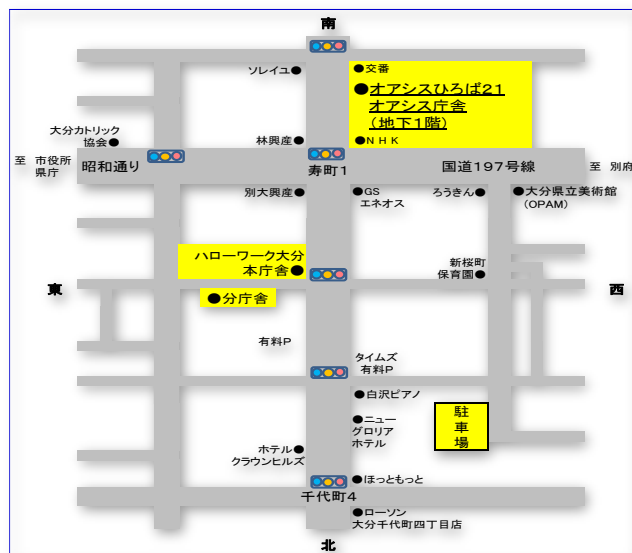 南
ソレイユ●
●交番
●オアシスひろば21
オアシス庁舎
(地下1階)
大分カトリック
協会●
林興産●
●NHK
至 市役所
県庁
昭和通り
寿町1
国道197号線
至 別府
別大興産●
●GS
エネオス
ろうきん●
●大分県立美術館
(OPAM)
ハローワーク大分
本庁舎●
新桜町
保育園●
東
●分庁舎
西
有料P
タイムズ
有料P
●白沢ピアノ
●ニュー
グロリア
ホテル
駐
車
場
ホテル●
クラウンヒルズ
●ほっともっと
千代町4
●ローソン
大分千代町四丁目店
北